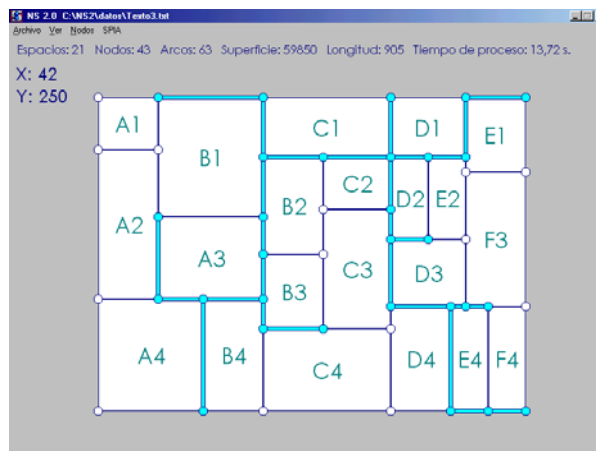 NS 2.0 C:\NS2\datos\Texto3.txt
Archivo Ver Nodos SPIA
Espacios: 21 Nodos: 43 Arcos: 63 Superficie: 59850 Longitud: 905 Tiempo de proceso: 13,72 s.
X: 42
Y: 250
A1 B1 C1 D1 E1
C2
B2 D2 E2
A2 F3
A3 C3 D3
B3
A4 B4 C4 D4 E4 F4